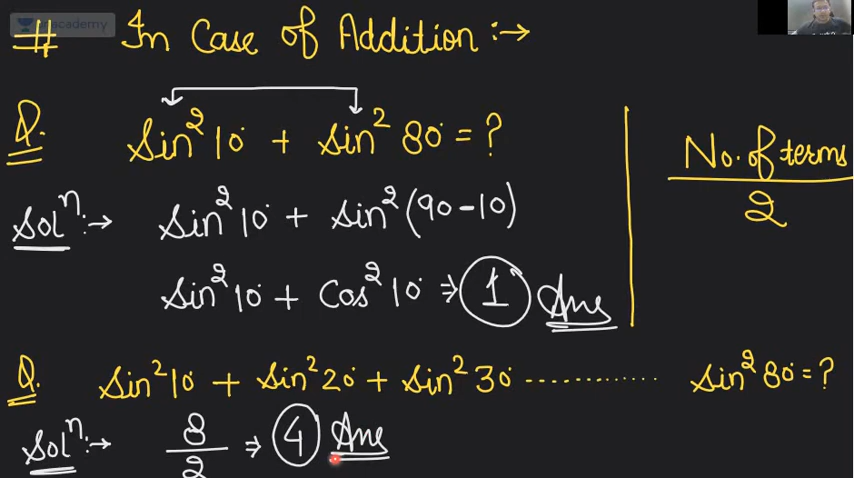 unacademy
# In Case of Addition :→
Q. Sin²10° + Sin²80° = ?
Solⁿ:→ Sin²10° + Sin²(90-10)
Sin²10° + Cos²10° ⇒ 1 Ans
No. of terms
2
Q. Sin²10° + Sin²20° + Sin²30° ............. Sin²80° = ?
Solⁿ:→ 8/2 ⇒ 4 Ans